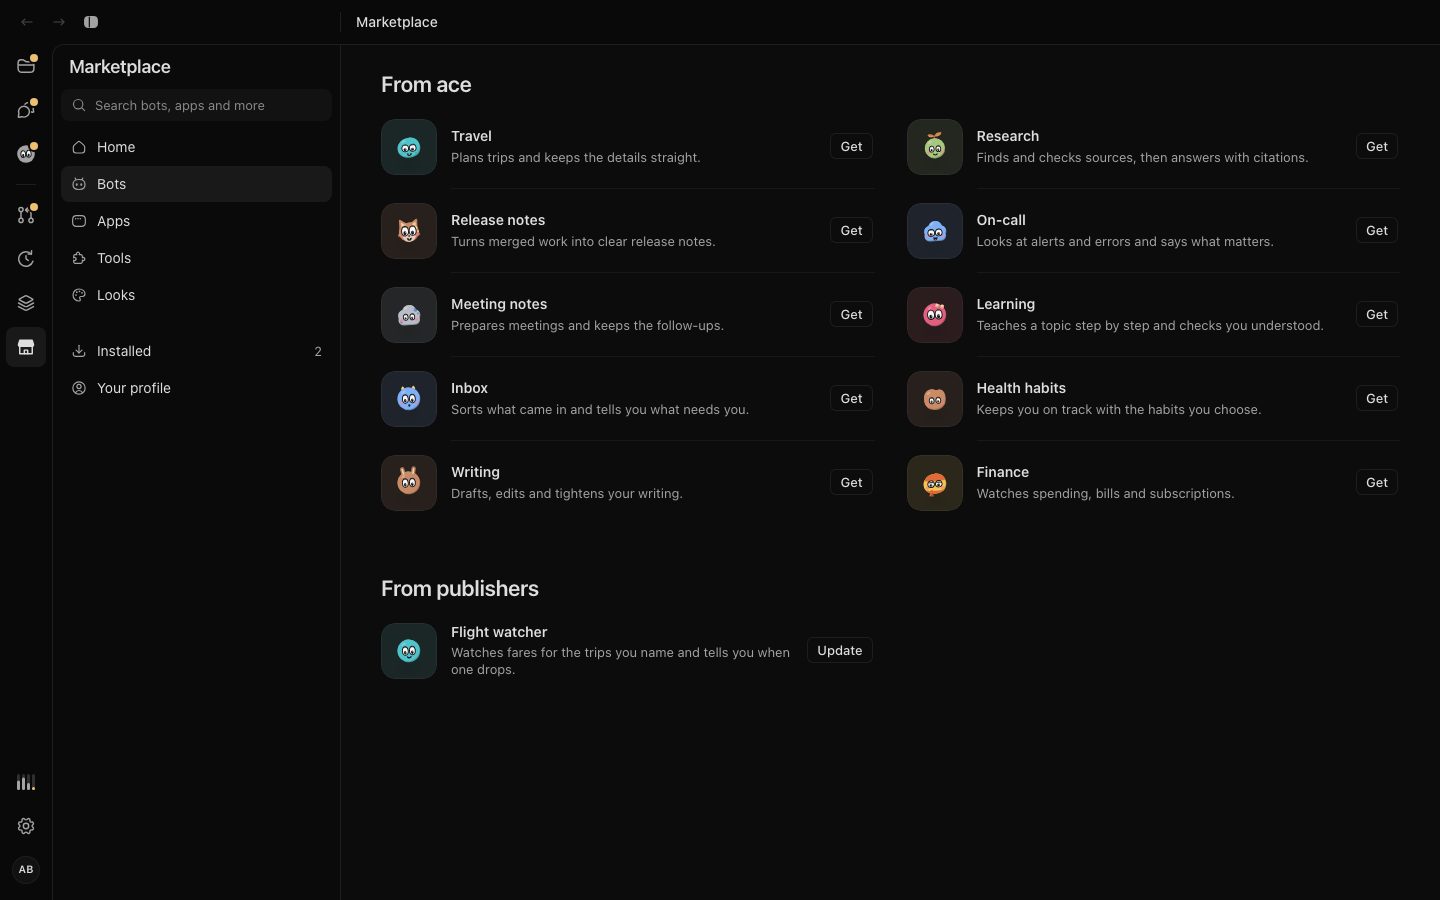 Marketplace
Marketplace
Search bots, apps and more
Home
Bots
Apps
Tools
Looks
Installed 2
Your profile
AB
From ace
Travel
Plans trips and keeps the details straight.
Get
Research
Finds and checks sources, then answers with citations.
Get
Release notes
Turns merged work into clear release notes.
Get
On-call
Looks at alerts and errors and says what matters.
Get
Meeting notes
Prepares meetings and keeps the follow-ups.
Get
Learning
Teaches a topic step by step and checks you understood.
Get
Inbox
Sorts what came in and tells you what needs you.
Get
Health habits
Keeps you on track with the habits you choose.
Get
Writing
Drafts, edits and tightens your writing.
Get
Finance
Watches spending, bills and subscriptions.
Get
From publishers
Flight watcher
Watches fares for the trips you name and tells you when
one drops.
Update